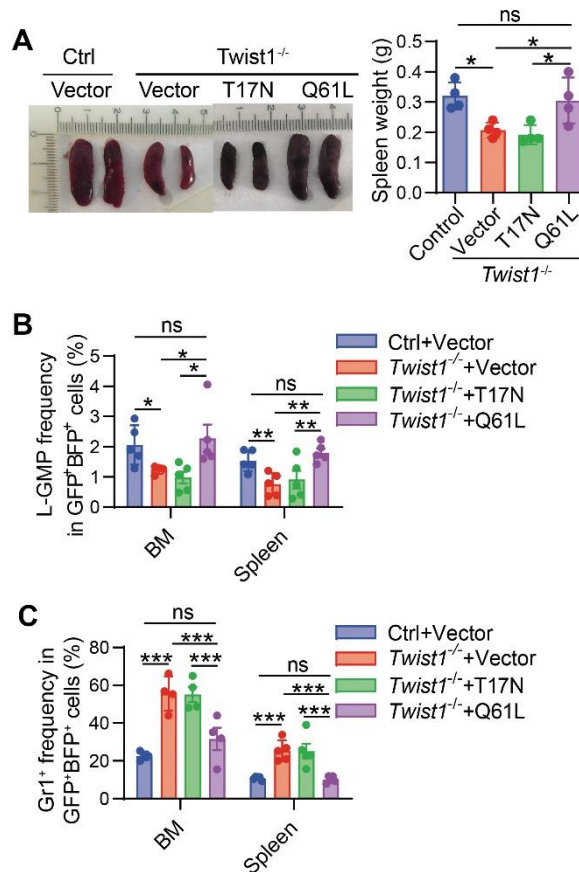 A
Ctrl
Twist1-/-
Vector
Vector
T17N
Q61L
Spleen weight (g)
0.5
0.4
0.3
0.2
0.1
0.0
ns
*
*
*
Control
Vector
T17N
Q61L
Twist1-/-
B
L-GMP frequency
in GFP+BFP+ cells (%)
5
4
3
2
1
0
ns
*
*
*
ns
**
**
**
BM
Spleen
Ctrl+Vector
Twist1-/-+Vector
Twist1-/-+T17N
Twist1-/-+Q61L
C
Gr1+ frequency in
GFP+BFP+ cells (%)
80
60
40
20
0
ns
***
***
***
ns
***
***
***
BM
Spleen
Ctrl+Vector
Twist1-/-+Vector
Twist1-/-+T17N
Twist1-/-+Q61L